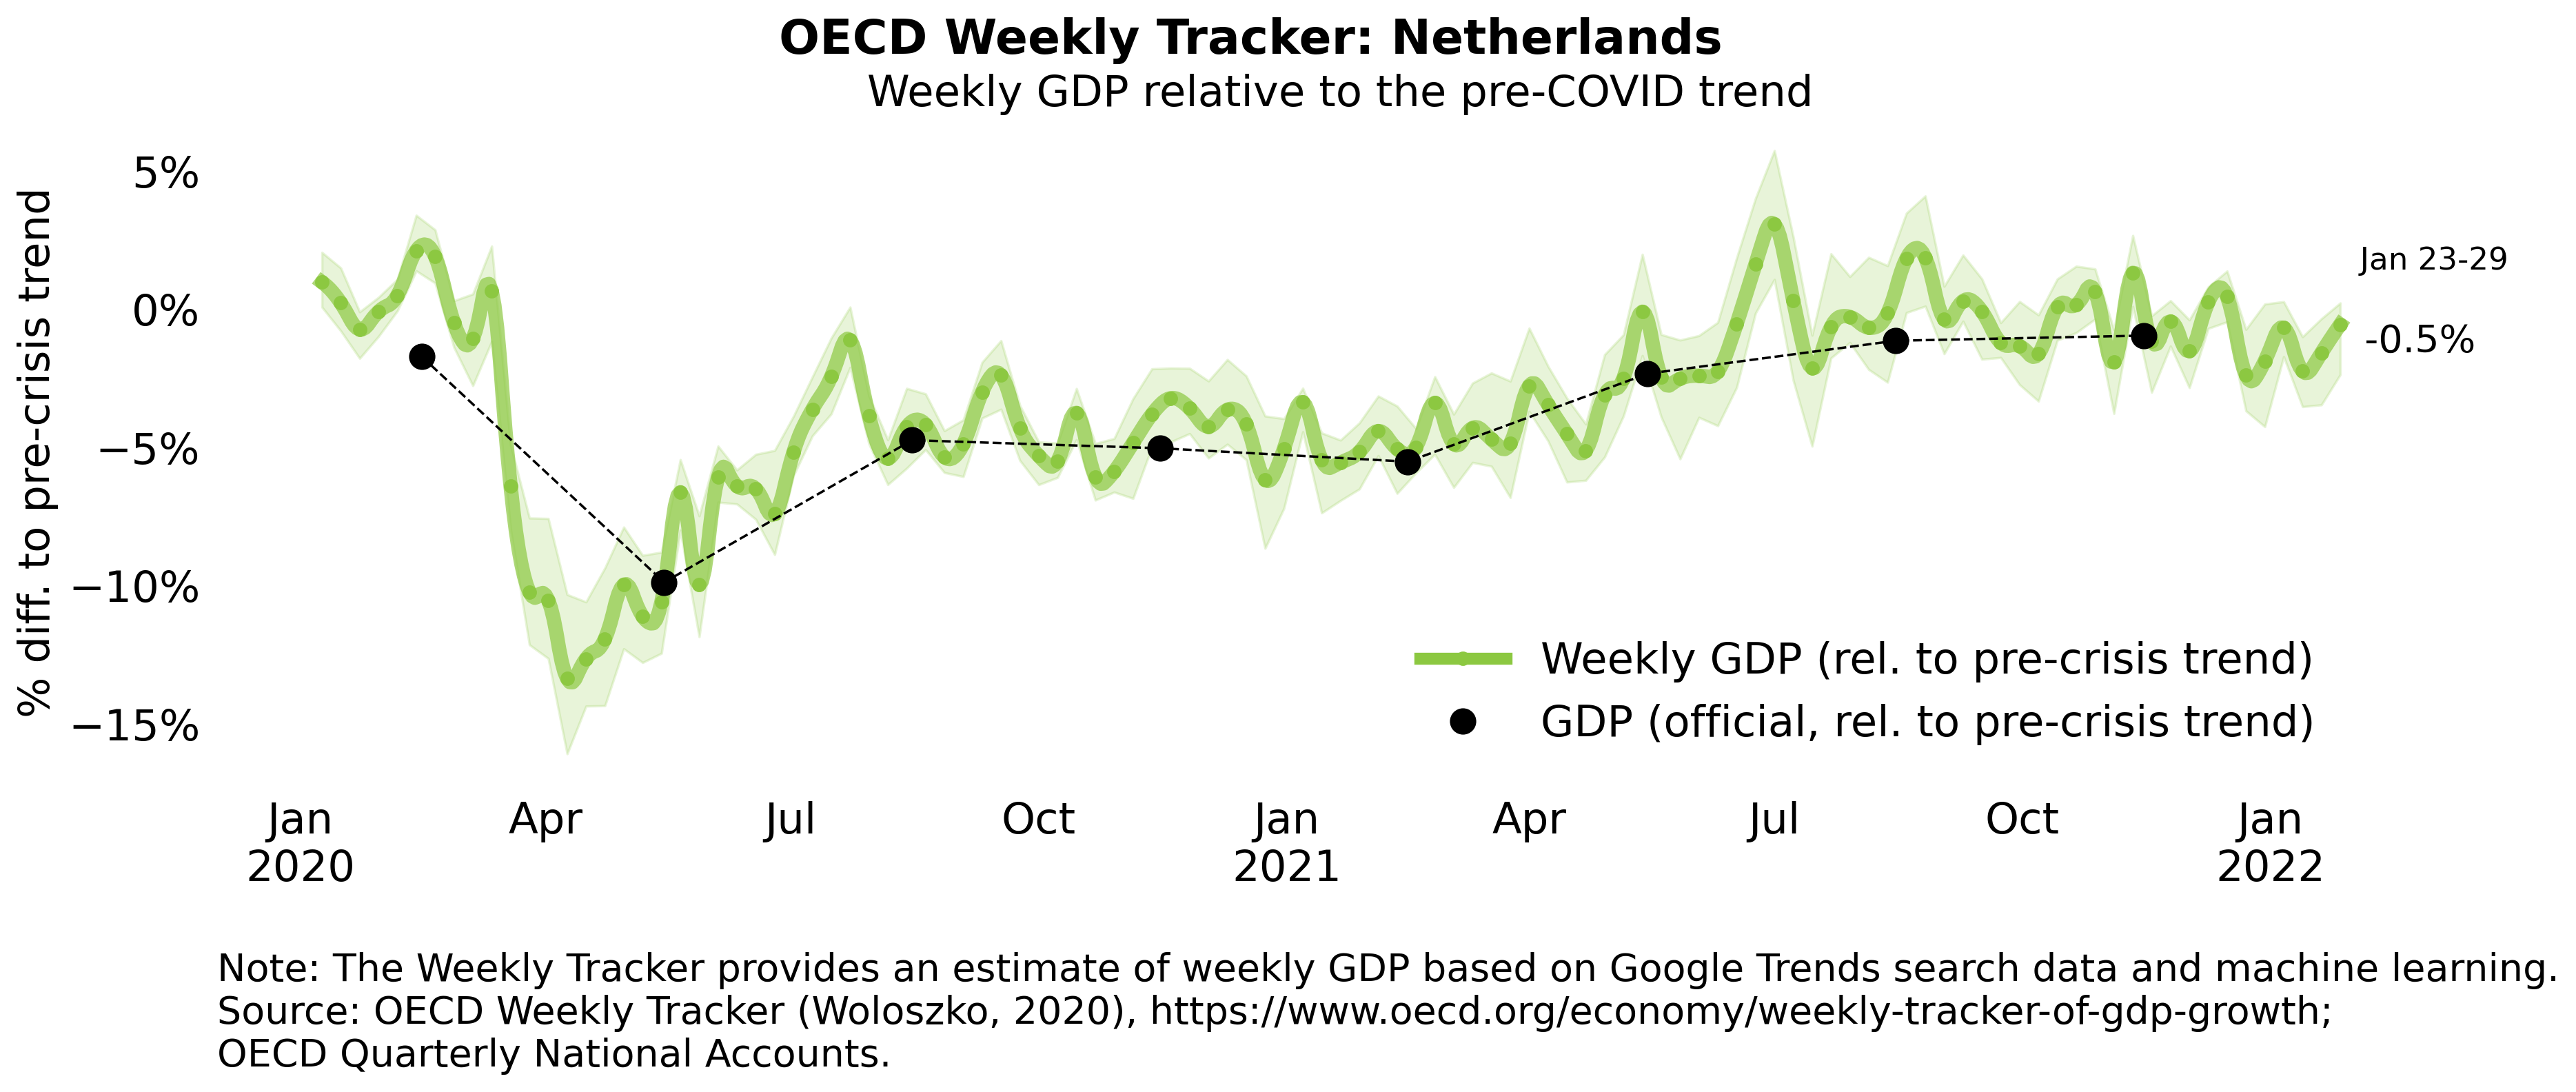 OECD Weekly Tracker: Netherlands
Weekly GDP relative to the pre-COVID trend
% diff. to pre-crisis trend
5%
0%
−5%
−10%
−15%
Jan 23-29
-0.5%
Weekly GDP (rel. to pre-crisis trend)
GDP (official, rel. to pre-crisis trend)
Jan Apr Jul Oct Jan Apr Jul Oct Jan
2020 2021 2022
Note: The Weekly Tracker provides an estimate of weekly GDP based on Google Trends search data and machine learning.
Source: OECD Weekly Tracker (Woloszko, 2020), https://www.oecd.org/economy/weekly-tracker-of-gdp-growth;
OECD Quarterly National Accounts.